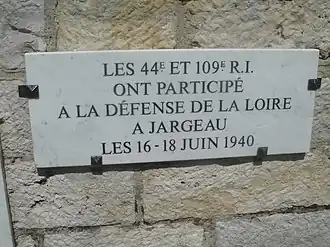 LES 44E ET 109E R.I.
ONT PARTICIPÉ
A LA DÉFENSE DE LA LOIRE
A JARGEAU
LES 16-18 JUIN 1940